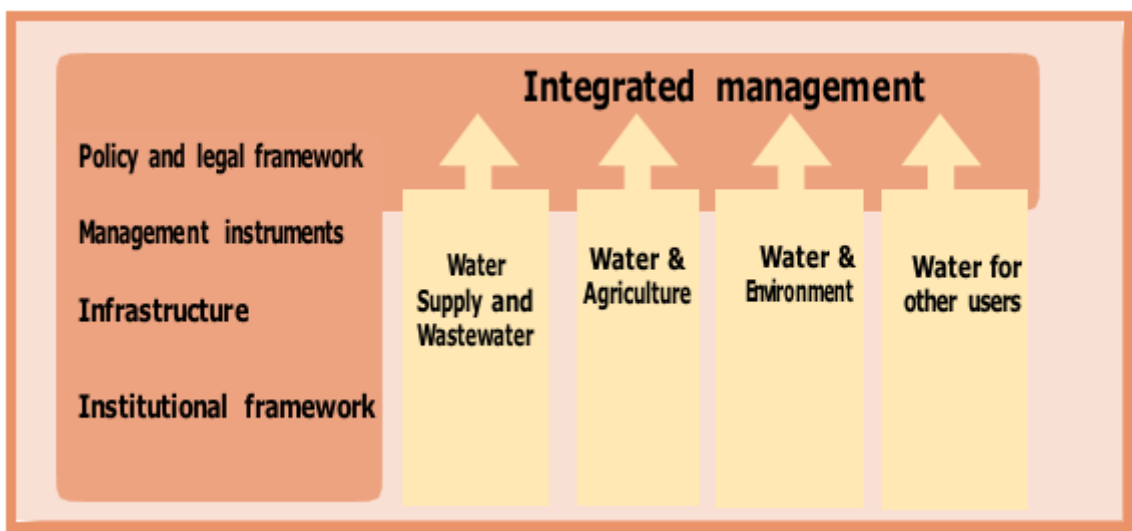 Integrated management
Policy and legal framework
Management instruments
Infrastructure
Institutional framework
Water
Supply and
Wastewater
Water &
Agriculture
Water &
Environment
Water for
other users